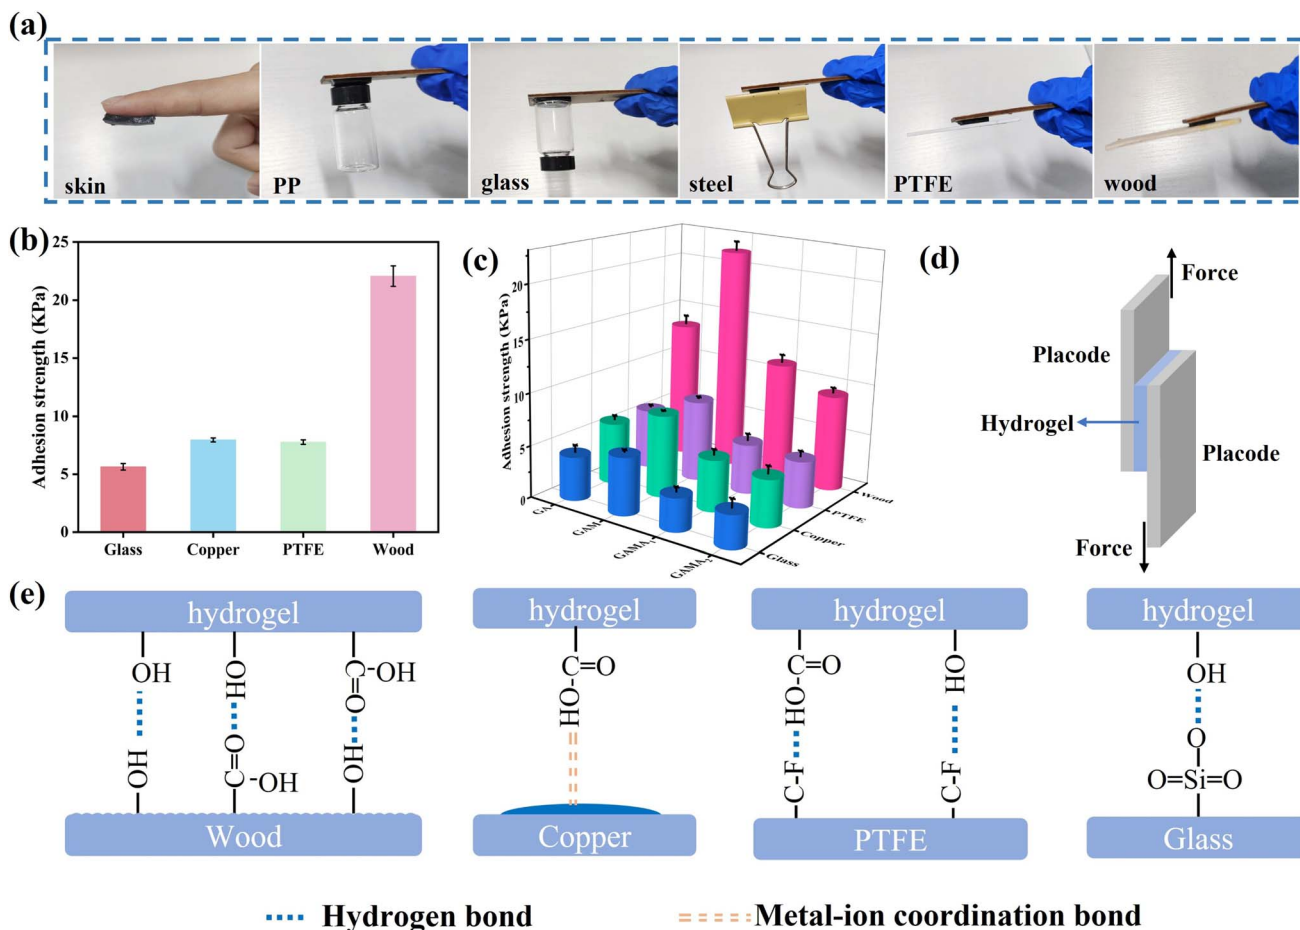 (a)
skin
PP
glass
steel
PTFE
wood
(b)
Adhesion strength (KPa)
25
20
15
10
5
0
Glass
Copper
PTFE
Wood
(c)
Adhesion strength (KPa)
20
15
10
5
0
GA
GAM
GAMA₁
GAMA₂
Glass
Copper
PTFE
Wood
(d)
Force
Placode
Hydrogel
Placode
Force
(e)
hydrogel
OH
HO
C-OH
O
OH
O
C-OH
OH
Wood
hydrogel
C=O
HO
Copper
hydrogel
C=O
HO
HO
C-F
C-F
PTFE
hydrogel
OH
O
O=Si=O
Glass
Hydrogen bond
Metal-ion coordination bond